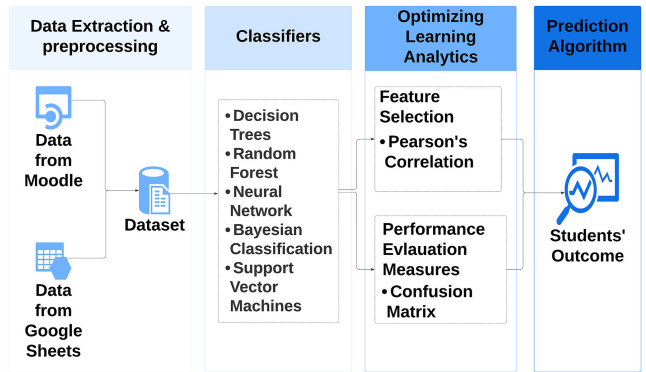 Data Extraction &
preprocessing
Classifiers
Optimizing
Learning
Analytics
Prediction
Algorithm
Data
from
Moodle
Data
from
Google
Sheets
Dataset
• Decision
Trees
• Random
Forest
• Neural
Network
• Bayesian
Classification
• Support
Vector
Machines
Feature
Selection
• Pearson's
Correlation
Performance
Evlauation
Measures
• Confusion
Matrix
Students'
Outcome